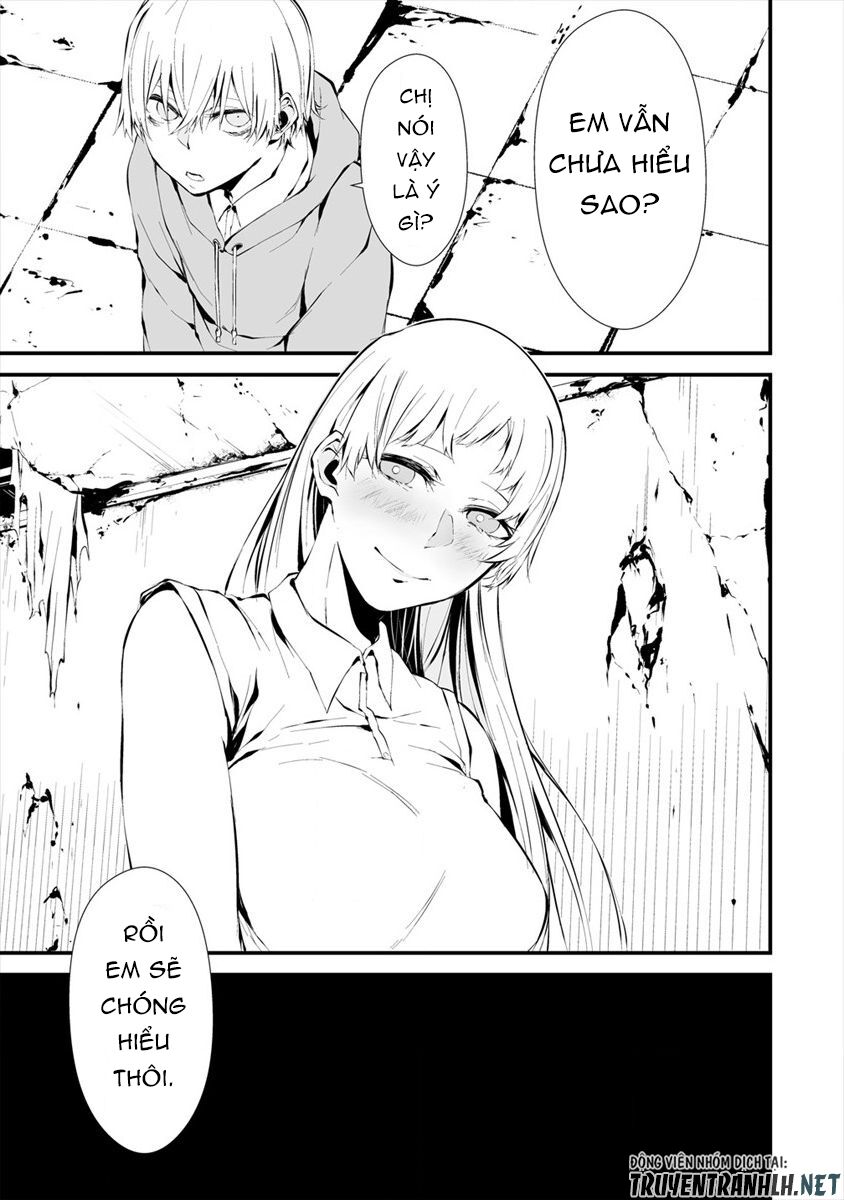 EM VẪN
CHƯA HIỂU
SAO?
CHỊ
NÓI
VẬY
LÀ Ý
GÌ?
RỒI
EM SẼ
CHÓNG
HIỂU
THÔI.
ĐỘNG VIÊN NHÓM DỊCH TẠI:
TRUYENTRANHLH.NET